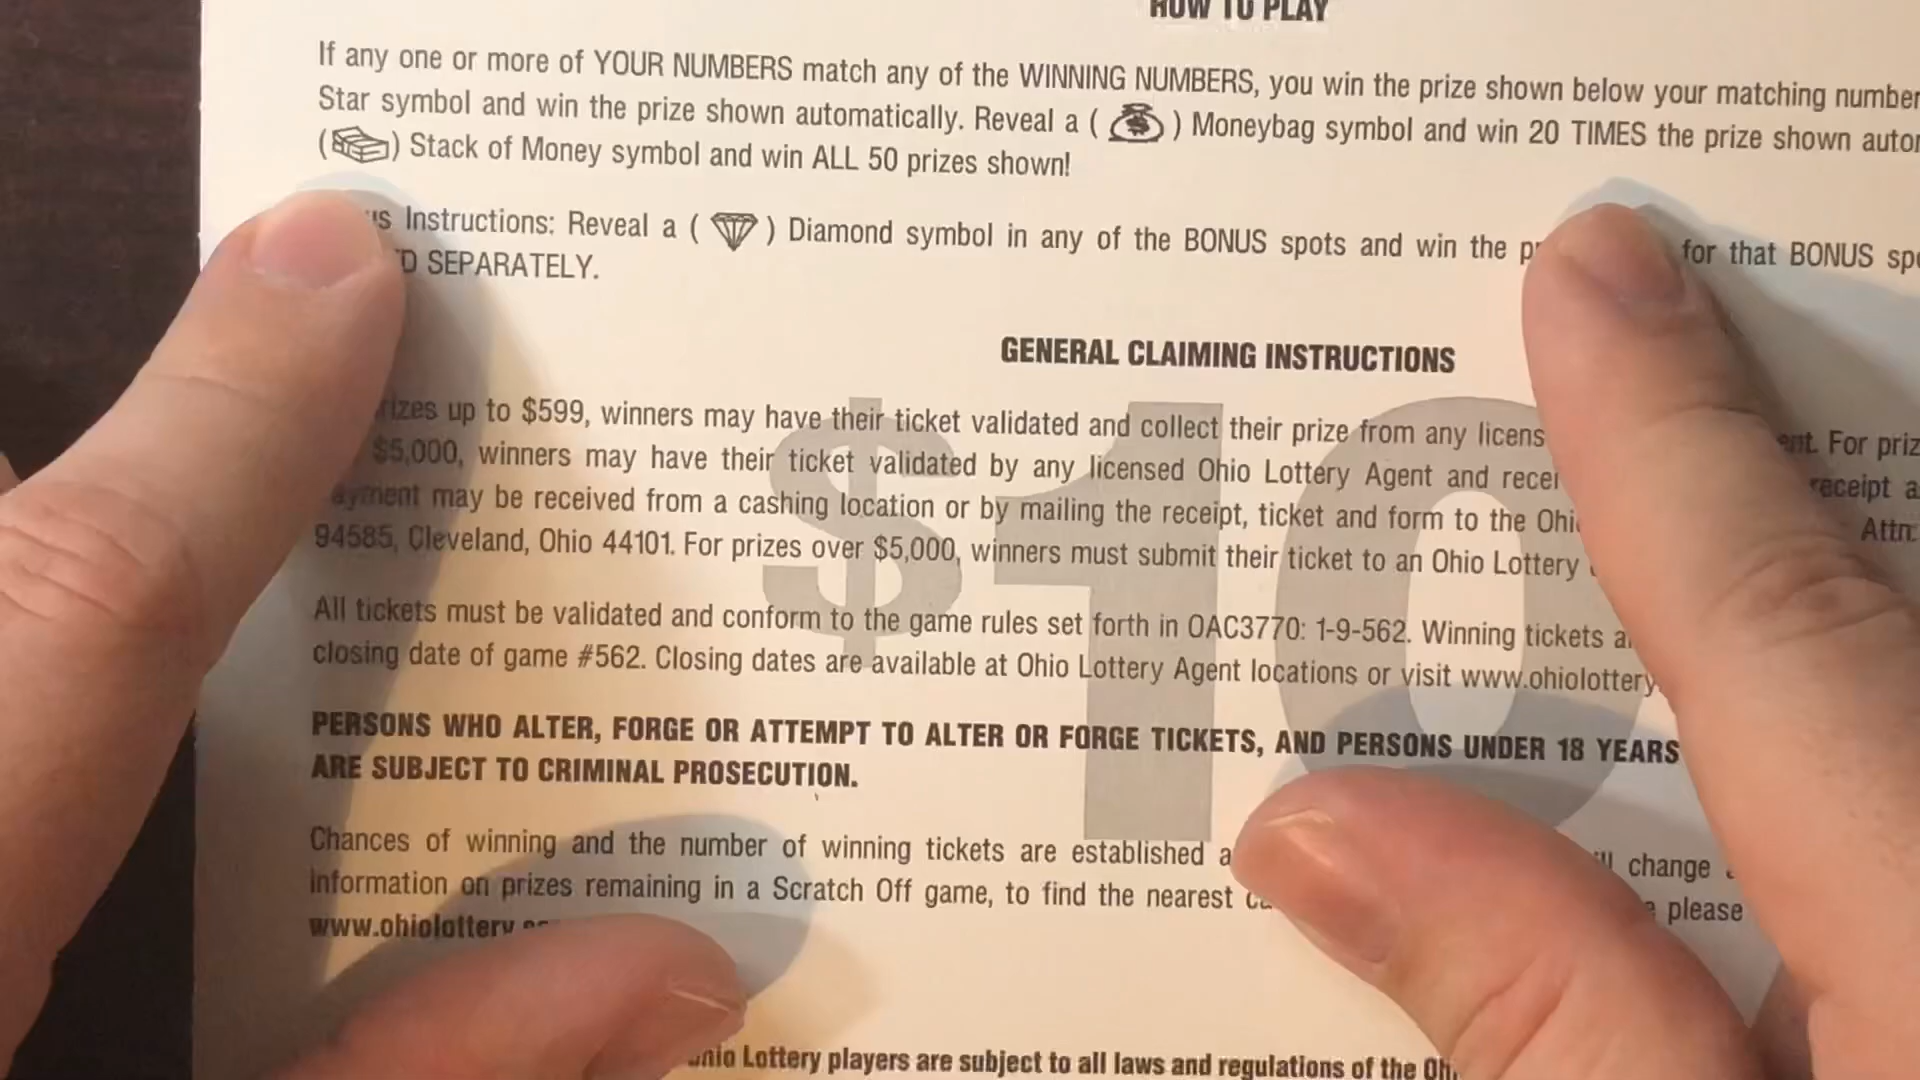 HOW TO PLAY
If any one or more of YOUR NUMBERS match any of the WINNING NUMBERS, you win the prize shown below your matching number
Star symbol and win the prize shown automatically. Reveal a ( ) Moneybag symbol and win 20 TIMES the prize shown
( ) Stack of Money symbol and win ALL 50 prizes shown!
Instructions: Reveal a ( ) Diamond symbol in any of the BONUS spots and win the for that BONUS
SEPARATELY.
GENERAL CLAIMING INSTRUCTIONS
up to $599, winners may have their ticket validated and collect their prize from any For
$5,000, winners may have their ticket validated by any licensed Ohio Lottery Agent and receipt
may be received from a cashing location or by mailing the receipt, ticket and form to the Attn:
94585, Cleveland, Ohio 44101. For prizes over $5,000, winners must submit their ticket to an Ohio Lottery
All tickets must be validated and conform to the game rules set forth in OAC3770: 1-9-562. Winning tickets
closing date of game #562. Closing dates are available at Ohio Lottery Agent locations or visit www.ohiolottery
PERSONS WHO ALTER, FORGE OR ATTEMPT TO ALTER OR FORGE TICKETS, AND PERSONS UNDER 18 YEARS
ARE SUBJECT TO CRIMINAL PROSECUTION.
Chances of winning and the number of winning tickets are established change
information on prizes remaining in a Scratch Off game, to find the nearest please
www.ohiolottery
Lottery players are subject to all laws and regulations of the
$10